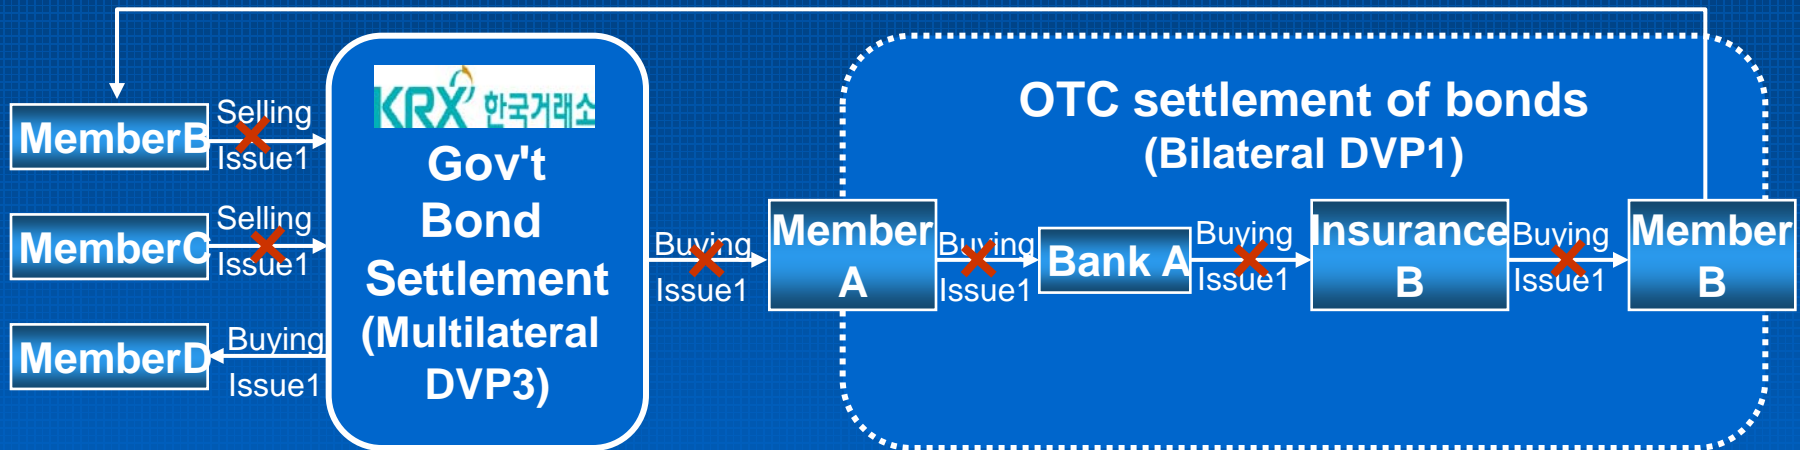 KRX 한국거래소
Gov't
Bond
Settlement
(Multilateral
DVP3)
MemberB
Selling
Issue1
MemberC
Selling
Issue1
MemberD
Buying
Issue1
Buying
Issue1
OTC settlement of bonds
(Bilateral DVP1)
Member
A
Buying
Issue1
Bank A
Buying
Issue1
Insurance
B
Buying
Issue1
Member
B